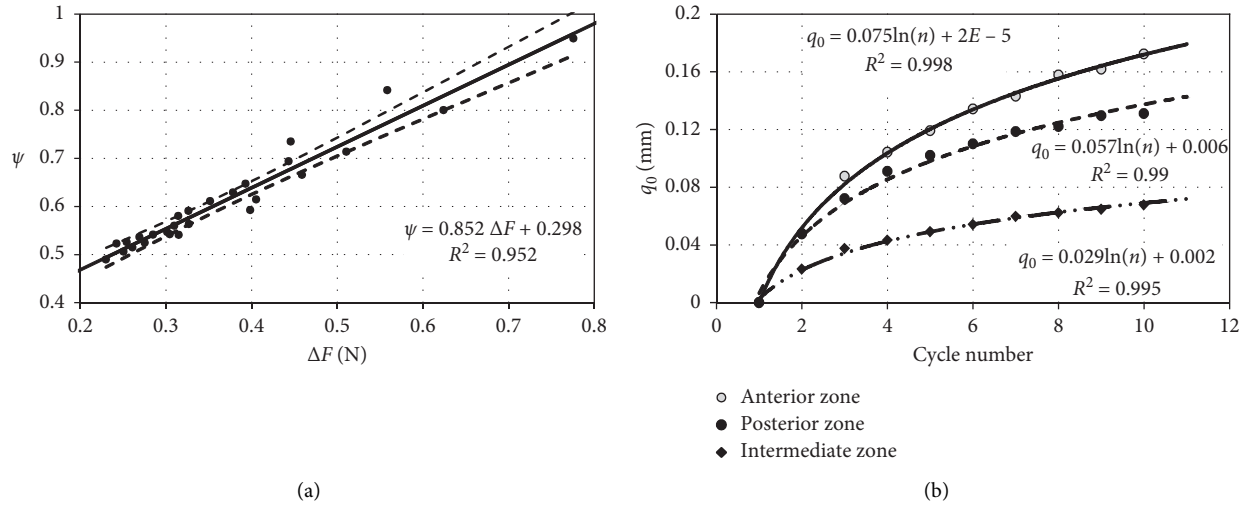 1
0.9
0.8
0.7
0.6
0.5
0.4
ψ
ψ = 0.852 ΔF + 0.298
R² = 0.952
0.2 0.3 0.4 0.5 0.6 0.7 0.8
ΔF (N)
(a)
0.2
0.16
0.12
0.08
0.04
0
q₀ (mm)
q₀ = 0.075ln(n) + 2E – 5
R² = 0.998
q₀ = 0.057ln(n) + 0.006
R² = 0.99
q₀ = 0.029ln(n) + 0.002
R² = 0.995
0 2 4 6 8 10 12
Cycle number
Anterior zone
Posterior zone
Intermediate zone
(b)